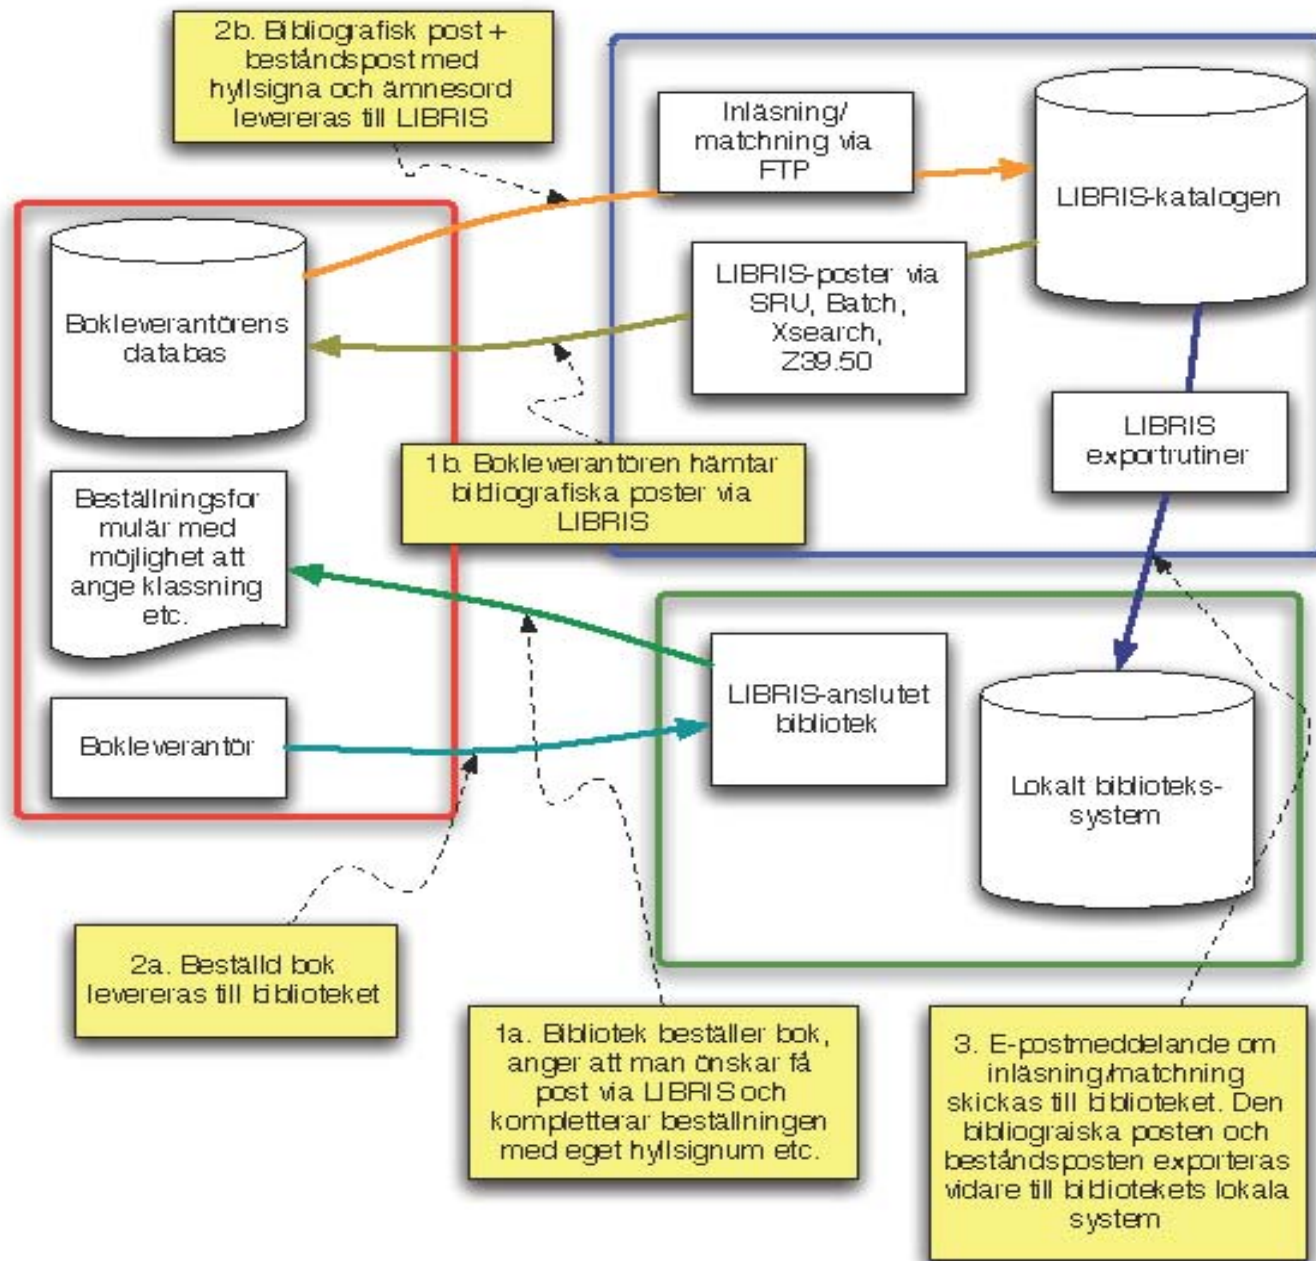 2b. Bibliografisk post +
beståndspost med
hyllsigna och ämnesord
levereras till LIBRIS
Inläsning/
matchning via
FTP
LIBRIS-katalogen
Bokleverantörens
databas
LIBRIS-poster via
SRU, Batch,
Xsearch,
Z39.50
LIBRIS
exportrutiner
1b. Bokleverantören hämtar
bibliografiska poster via
LIBRIS
Beställningsfor
mulär med
möjlighet att
ange klassning
etc.
LIBRIS-anslutet
bibliotek
Bokleverantör
Lokalt biblioteks-
system
2a. Beställd bok
levereras till biblioteket
1a. Bibliotek beställer bok,
anger att man önskar få
post via LIBRIS och
kompletterar beställningen
med eget hyllsignum etc.
3. E-postmeddelande om
inläsning/matchning
skickas till biblioteket. Den
bibliograiska posten och
beståndsposten exporteras
vidare till bibliotekets lokala
system